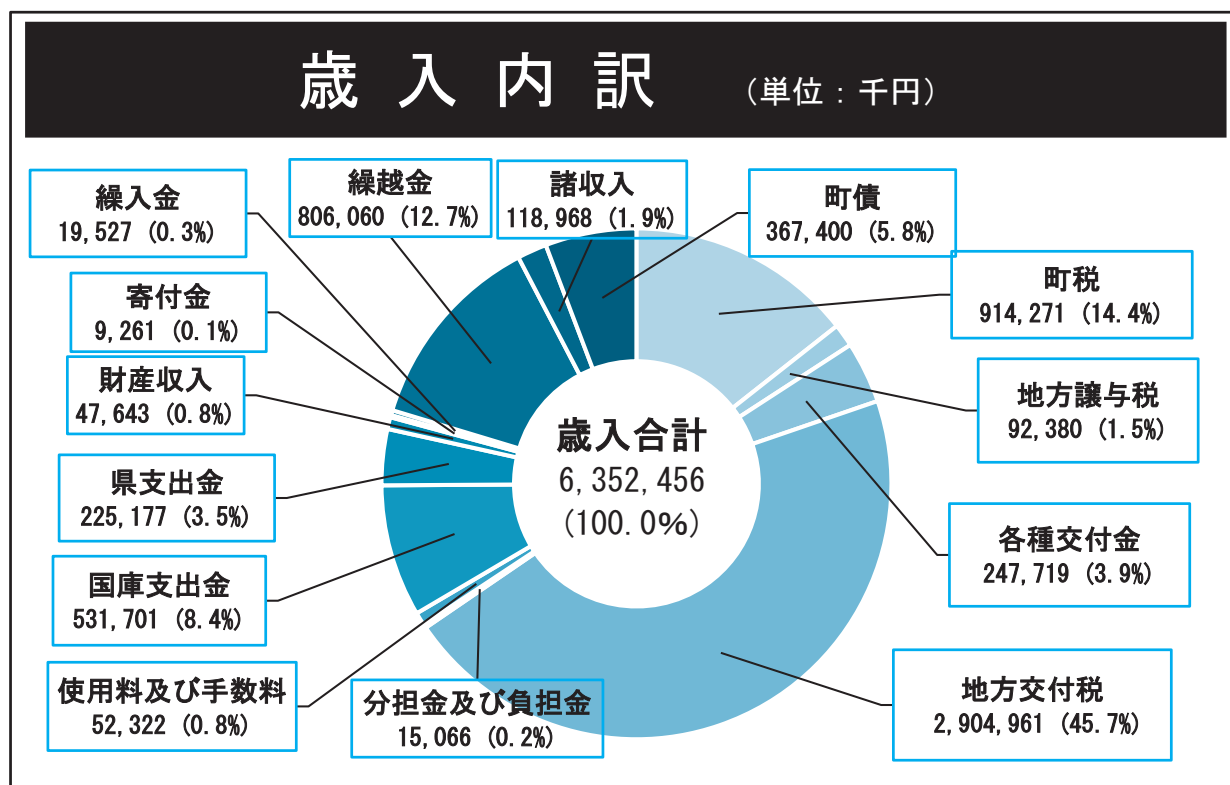 歳入内訳 (単位：千円)
繰入金
19,527 (0.3%)
繰越金
806,060 (12.7%)
諸収入
118,968 (1.9%)
町債
367,400 (5.8%)
町税
914,271 (14.4%)
寄付金
9,261 (0.1%)
財産収入
47,643 (0.8%)
地方譲与税
92,380 (1.5%)
歳入合計
6,352,456
(100.0%)
県支出金
225,177 (3.5%)
各種交付金
247,719 (3.9%)
国庫支出金
531,701 (8.4%)
使用料及び手数料
52,322 (0.8%)
分担金及び負担金
15,066 (0.2%)
地方交付税
2,904,961 (45.7%)